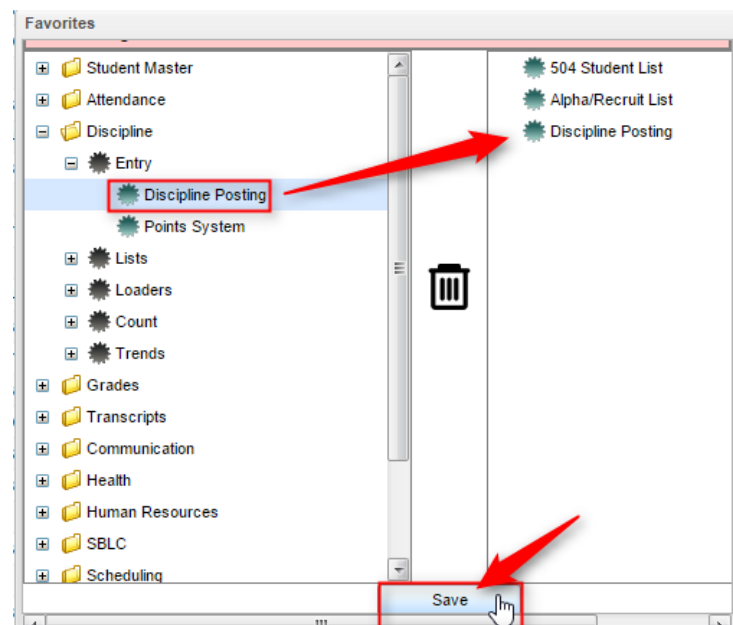 Favorites
Student Master
Attendance
Discipline
Entry
Discipline Posting
Points System
Lists
Loaders
Count
Trends
Grades
Transcripts
Communication
Health
Human Resources
SBLC
Scheduling
504 Student List
Alpha/Recruit List
Discipline Posting
Save